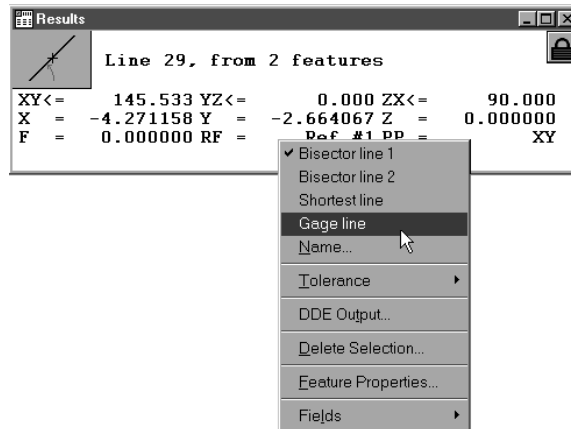 Results
Line 29, from 2 features
XY<= 145.533 YZ<= 0.000 ZX<= 90.000
X = -4.271158 Y = -2.664067 Z = 0.000000
F = 0.000000 RF = Ref #1 PP = XY
Bisector line 1
Bisector line 2
Shortest line
Gage line
Name...
Tolerance
DDE Output...
Delete Selection...
Feature Properties...
Fields